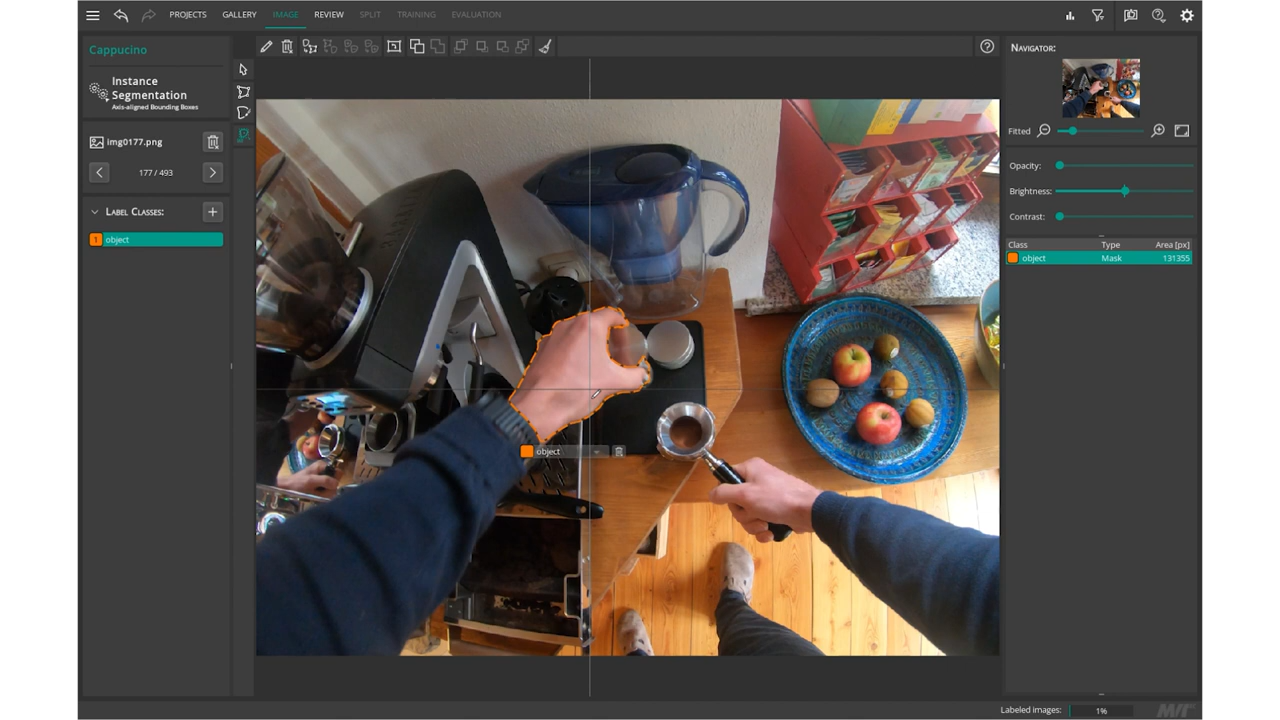 PROJECTS GALLERY IMAGE REVIEW SPLIT TRAINING EVALUATION
Cappucino
Instance
Segmentation
Axis-aligned Bounding Boxes
img0177.png
177 / 493
Label Classes:
1 object
object
Navigator:
Fitted
Opacity:
Brightness:
Contrast:
Class Type Area [px]
object Mask 131355
Labeled images: 1%